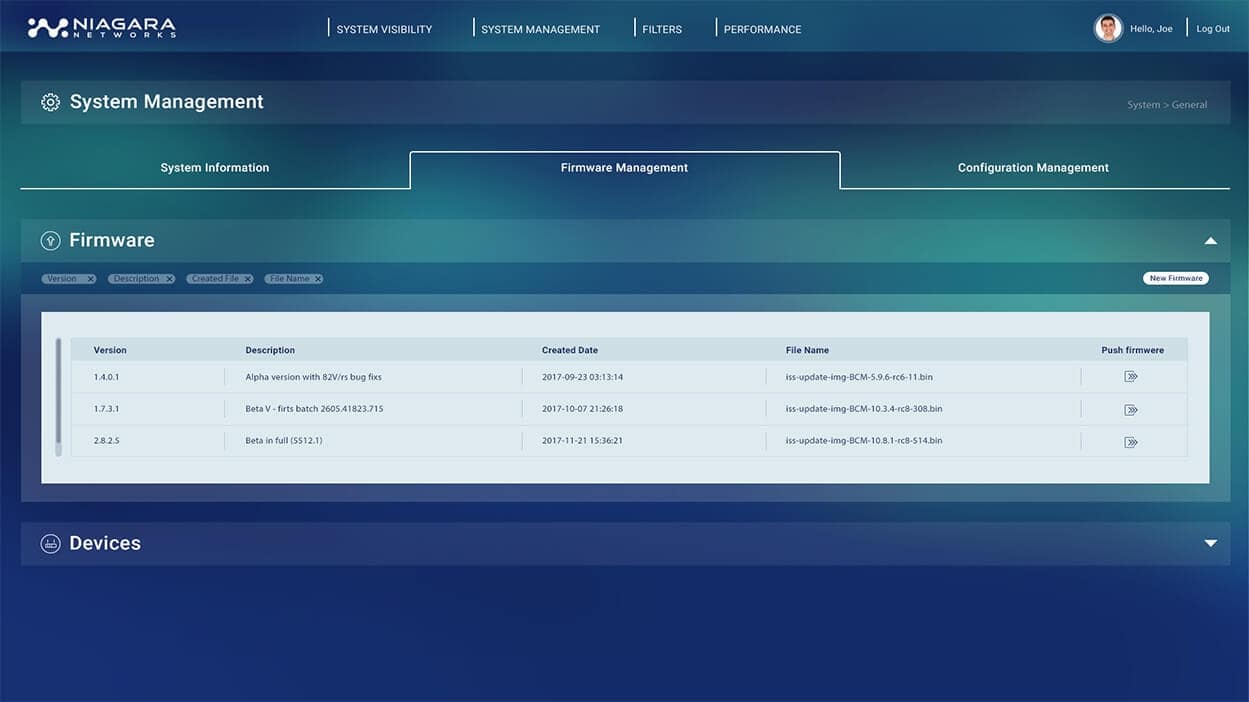 NIAGARA
NETWORKS
SYSTEM VISIBILITY
SYSTEM MANAGEMENT
FILTERS
PERFORMANCE
Hello, Joe
Log Out
System Management
System > General
System Information
Firmware Management
Configuration Management
Firmware
Version ×
Description ×
Created File ×
File Name ×
New Firmware
Version Description Created Date File Name Push firmwere
1.4.0.1 Alpha version with 82V/rs bug fixs 2017-09-23 03:13:14 iss-update-img-BCM-5.9.6-rc6-11.bin
1.7.3.1 Beta V - firts batch 2605.41823.715 2017-10-07 21:26:18 iss-update-img-BCM-10.3.4-rc8-308.bin
2.8.2.5 Beta in full (5512.1) 2017-11-21 15:36:21 iss-update-img-BCM-10.8.1-rc8-514.bin
Devices